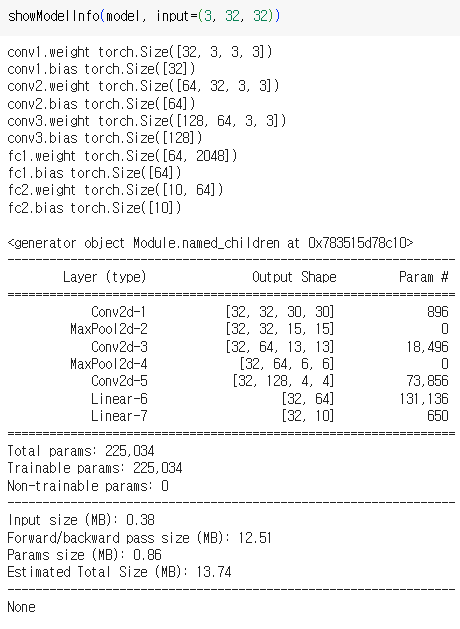 showModelInfo(model, input=(3, 32, 32))
conv1.weight torch.Size([32, 3, 3, 3])
conv1.bias torch.Size([32])
conv2.weight torch.Size([64, 32, 3, 3])
conv2.bias torch.Size([64])
conv3.weight torch.Size([128, 64, 3, 3])
conv3.bias torch.Size([128])
fc1.weight torch.Size([64, 2048])
fc1.bias torch.Size([64])
fc2.weight torch.Size([10, 64])
fc2.bias torch.Size([10])
<generator object Module.named_children at 0x783515d78c10>
----------------------------------------------------------------
Layer (type) Output Shape Param #
================================================================
Conv2d-1 [32, 32, 30, 30] 896
MaxPool2d-2 [32, 32, 15, 15] 0
Conv2d-3 [32, 64, 13, 13] 18,496
MaxPool2d-4 [32, 64, 6, 6] 0
Conv2d-5 [32, 128, 4, 4] 73,856
Linear-6 [32, 64] 131,136
Linear-7 [32, 10] 650
================================================================
Total params: 225,034
Trainable params: 225,034
Non-trainable params: 0
----------------------------------------------------------------
Input size (MB): 0.38
Forward/backward pass size (MB): 12.51
Params size (MB): 0.86
Estimated Total Size (MB): 13.74
----------------------------------------------------------------
None